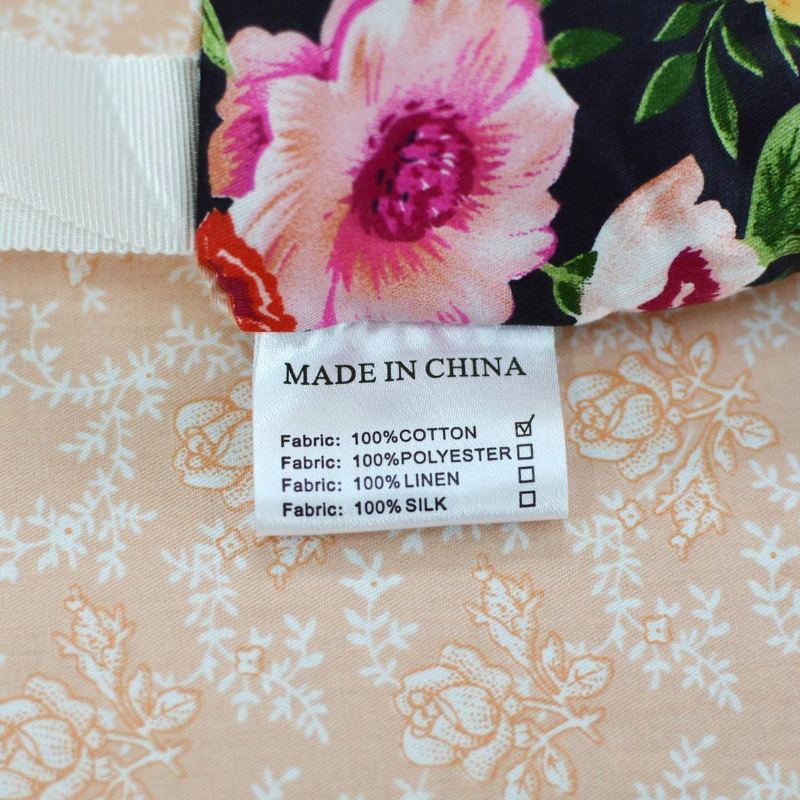 MADE IN CHINA
Fabric: 100%COTTON ☑
Fabric: 100%POLYESTER ☐
Fabric: 100% LINEN ☐
Fabric: 100% SILK ☐